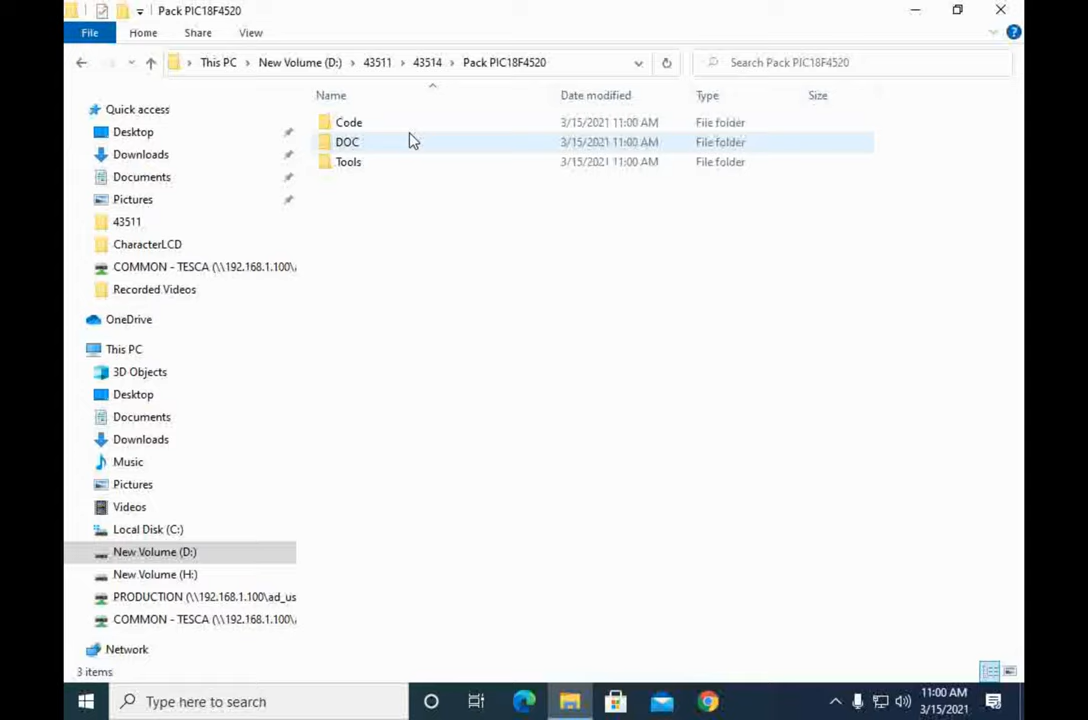 Pack PIC18F4520
File Home Share View
This PC New Volume (D:) 43511 43514 Pack PIC18F4520 Search Pack PIC18F4520
Name Date modified Type Size
Code 3/15/2021 11:00 AM File folder
DOC 3/15/2021 11:00 AM File folder
Tools 3/15/2021 11:00 AM File folder
Quick access
Desktop
Downloads
Documents
Pictures
43511
CharacterLCD
COMMON - TESCA (\\192.168.1.100\
Recorded Videos
OneDrive
This PC
3D Objects
Desktop
Documents
Downloads
Music
Pictures
Videos
Local Disk (C:)
New Volume (D:)
New Volume (H:)
PRODUCTION (\\192.168.1.100\ad_us
COMMON - TESCA (\\192.168.1.100\
Network
3 items
Type here to search
11:00 AM
3/15/2021